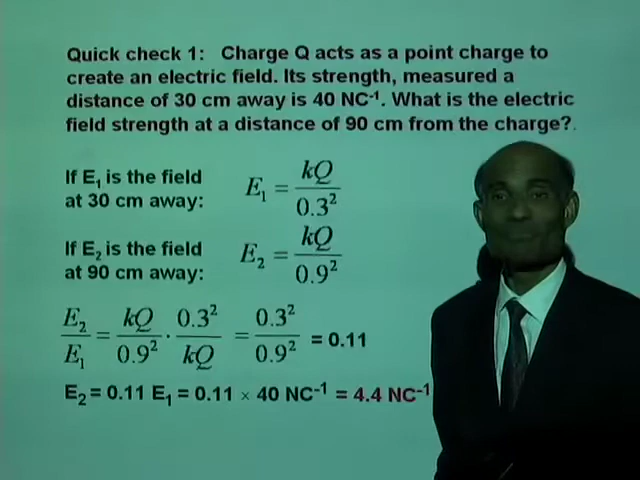 Quick check 1: Charge Q acts as a point charge to
create an electric field. Its strength, measured a
distance of 30 cm away is 40 NC⁻¹. What is the electric
field strength at a distance of 90 cm from the charge?.
If E₁ is the field
at 30 cm away:
E₁ = kQ / 0.3²
If E₂ is the field
at 90 cm away:
E₂ = kQ / 0.9²
E₂ / E₁ = kQ / 0.9² · 0.3² / kQ = 0.3² / 0.9² = 0.11
E₂ = 0.11 E₁ = 0.11 × 40 NC⁻¹ = 4.4 NC⁻¹